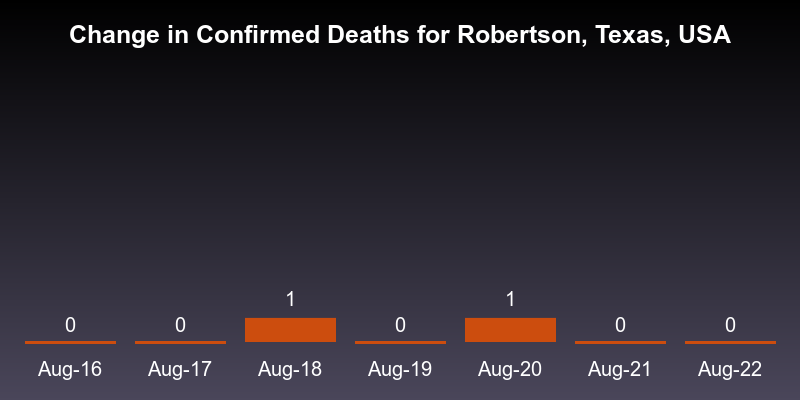 Change in Confirmed Deaths for Robertson, Texas, USA
0 0 1 0 1 0 0
Aug-16 Aug-17 Aug-18 Aug-19 Aug-20 Aug-21 Aug-22